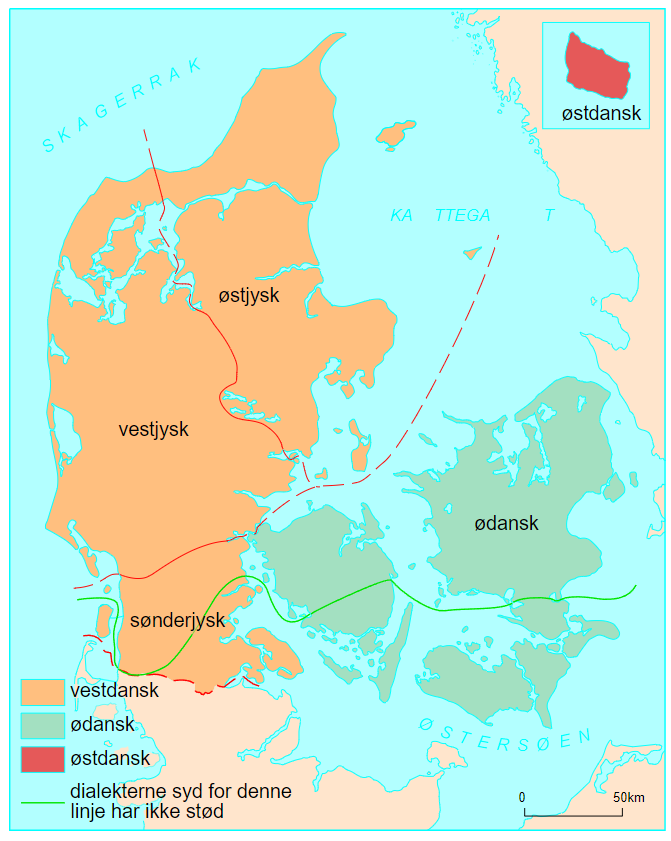 SKAGERRAK
østdansk
KATTEGAT
østjysk
vestjysk
ødansk
sønderjysk
vestdansk
ødansk
østdansk
dialekterne syd for denne
linje har ikke stød
ØSTERSØEN
0 50km